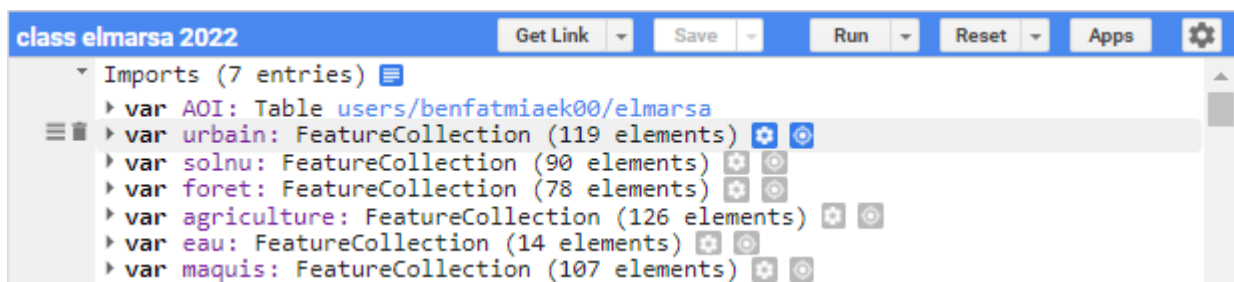 class elmarsa 2022 Get Link Save Run Reset Apps
Imports (7 entries)
var AOI: Table users/benfatmiaek00/elmarsa
var urbain: FeatureCollection (119 elements)
var solnu: FeatureCollection (90 elements)
var foret: FeatureCollection (78 elements)
var agriculture: FeatureCollection (126 elements)
var eau: FeatureCollection (14 elements)
var maquis: FeatureCollection (107 elements)